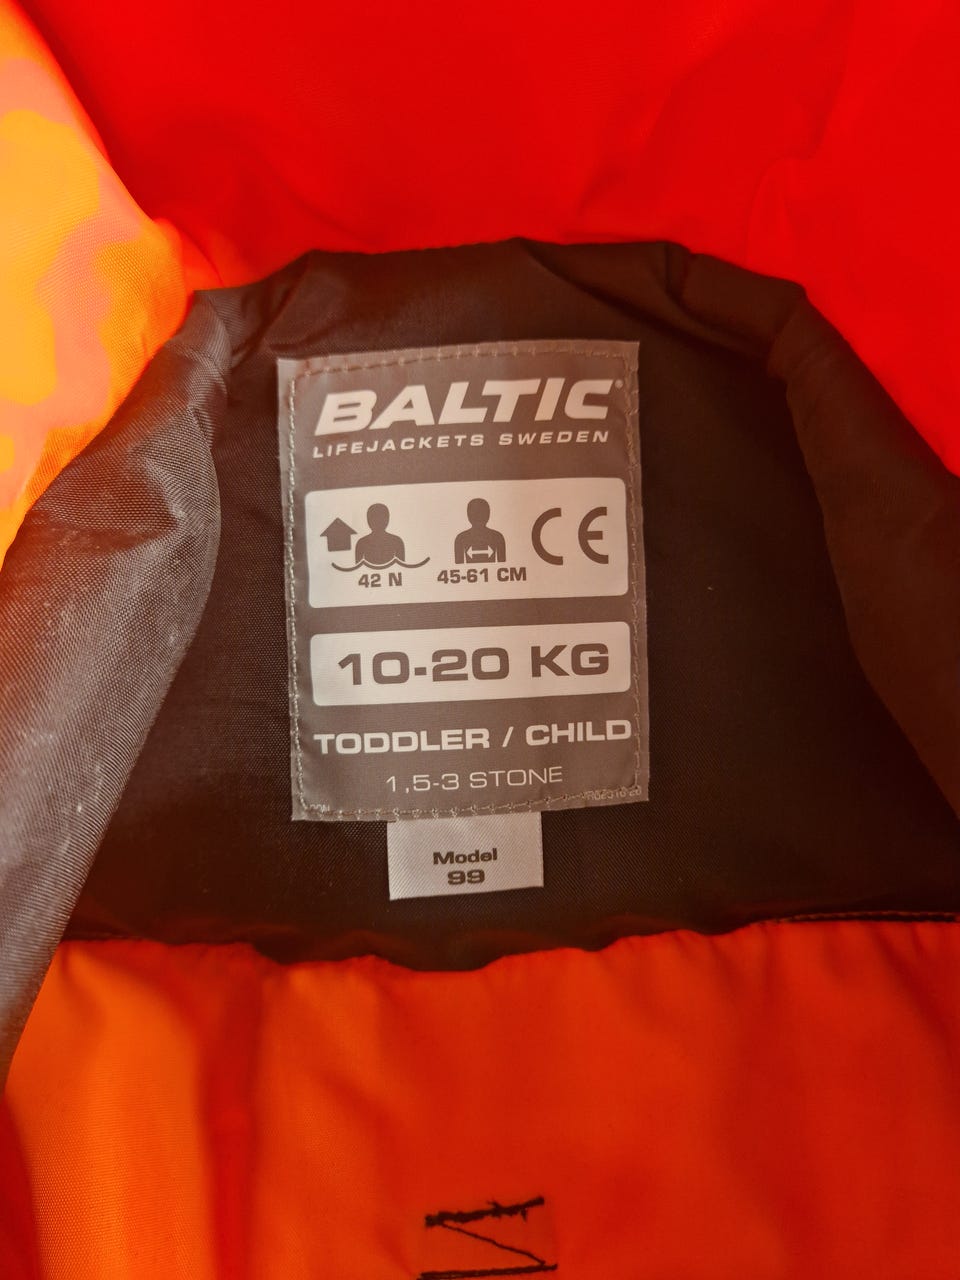 BALTIC
LIFEJACKETS SWEDEN
42 N 45-61 CM CE
10-20 KG
TODDLER / CHILD
1,5-3 STONE
Model
99